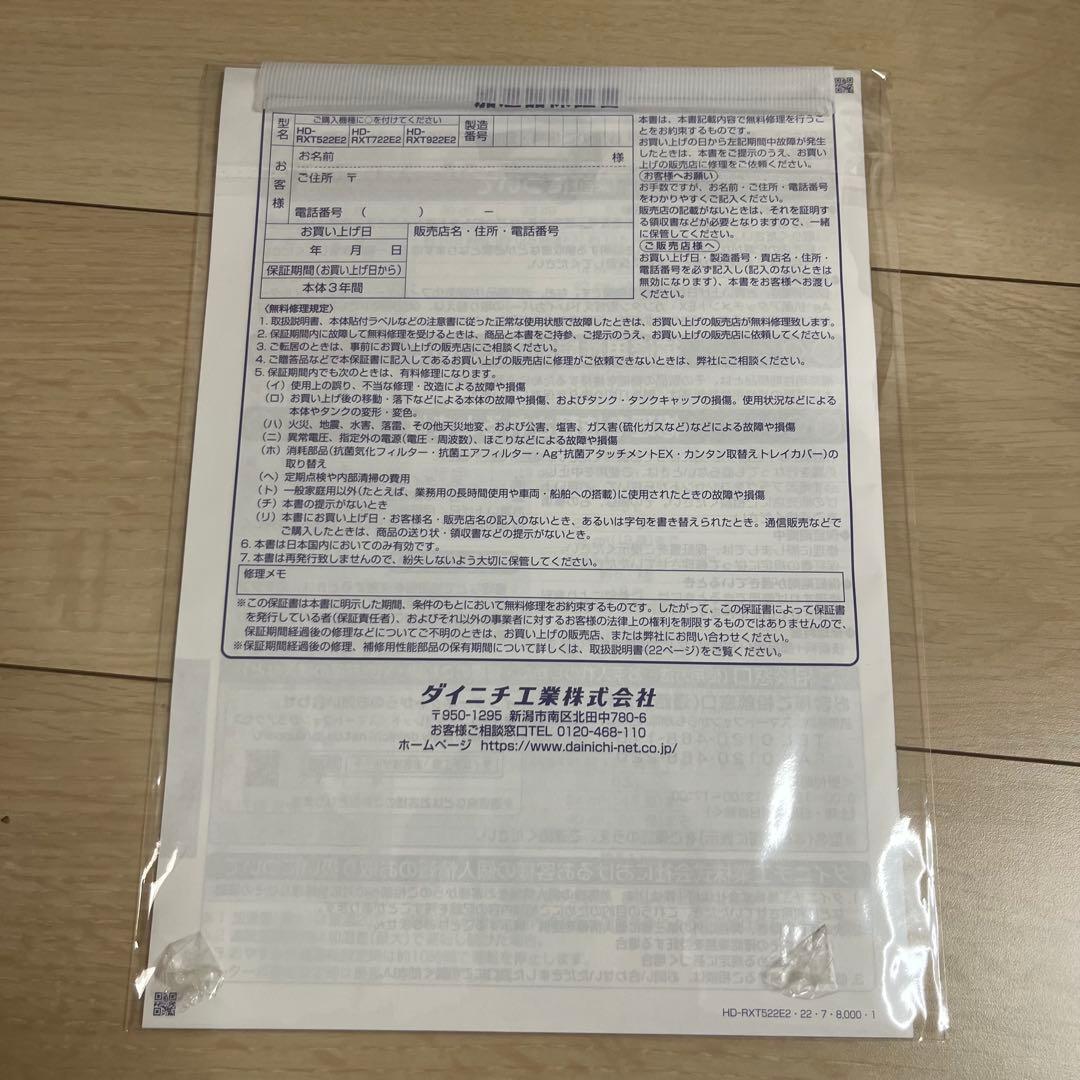 ご購入機種に○を付けてください
型名
HD-RXT522E2
HD-RXT722E2
HD-RXT922E2
製造番号
お客様
お名前 様
ご住所 〒
電話番号 ( ) ー
お買い上げ日
年 月 日
保証期間(お買い上げ日から)
本体3年間
販売店名・住所・電話番号
本書は、本書記載内容で無料修理を行うこ
とをお約束するものです。
お買い上げの日から左記期間中故障が発生
したときは、本書をご提示のうえ、お買い
上げの販売店に修理をご依頼ください。
(お客様へお願い)
お手数ですが、お名前・ご住所・電話番号
をわかりやすくご記入ください。
販売店の記載がないときは、それを証明す
る領収書などが必要となりますので、一緒
に保管してください。
(ご販売店様へ)
お買い上げ日・製造番号・貴店名・住所・
電話番号を必ず記入し(記入のないときは
無効になります)、本書をお客様へお渡し
ください。
〈無料修理規定〉
1. 取扱説明書、本体貼付ラベルなどの注意書に従った正常な使用状態で故障したときは、お買い上げの販売店が無料修理致します。
2. 保証期間内に故障して無料修理を受けるときは、商品と本書をご持参、ご提示のうえ、お買い上げの販売店に依頼してください。
3. ご転居のときは、事前にお買い上げの販売店にご相談ください。
4. ご贈答品などで本保証書に記入してあるお買い上げの販売店に修理がご依頼できないときは、弊社にご相談ください。
5. 保証期間内でも次のときは、有料修理になります。
(イ) 使用上の誤り、不当な修理・改造による故障や損傷
(ロ) お買い上げ後の移動・落下などによる本体の故障や損傷、およびタンク・タンクキャップの損傷。使用状況などによる
本体やタンクの変形・変色。
(ハ) 火災、地震、水害、落雷、その他天災地変、および公害、塩害、ガス害(硫化ガスなど)などによる故障や損傷
(ニ) 異常電圧、指定外の電源(電圧・周波数)、ほこりなどによる故障や損傷
(ホ) 消耗部品(抗菌気化フィルター・抗菌エアフィルター・Ag⁺抗菌アタッチメントEX・カンタン取替えトレイカバー)の
取り替え
(ヘ) 定期点検や内部清掃の費用
(ト) 一般家庭用以外(たとえば、業務用の長時間使用や車両・船舶への搭載)に使用されたときの故障や損傷
(チ) 本書の提示がないとき
(リ) 本書にお買い上げ日・お客様名・販売店名の記入のないとき、あるいは字句を書き替えられたとき。通信販売などで
ご購入したときは、商品の送り状・領収書などの提示がないとき。
6. 本書は日本国内においてのみ有効です。
7. 本書は再発行致しませんので、紛失しないよう大切に保管してください。
修理メモ
※この保証書は本書に明示した期間、条件のもとにおいて無料修理をお約束するものです。したがって、この保証書によって保証書
を発行している者(保証責任者)、およびそれ以外の事業者に対するお客様の法律上の権利を制限するものではありませんので、
保証期間経過後の修理などについてご不明のときは、お買い上げの販売店、または弊社にお問い合わせください。
※保証期間経過後の修理、補修用性能部品の保有期間について詳しくは、取扱説明書(22ページ)をご覧ください。
ダイニチ工業株式会社
〒950-1295 新潟市南区北田中780-6
お客様ご相談窓口TEL 0120-468-110
ホームページ https://www.dainichi-net.co.jp/
HD-RXT522E2・22・7・8,000・1